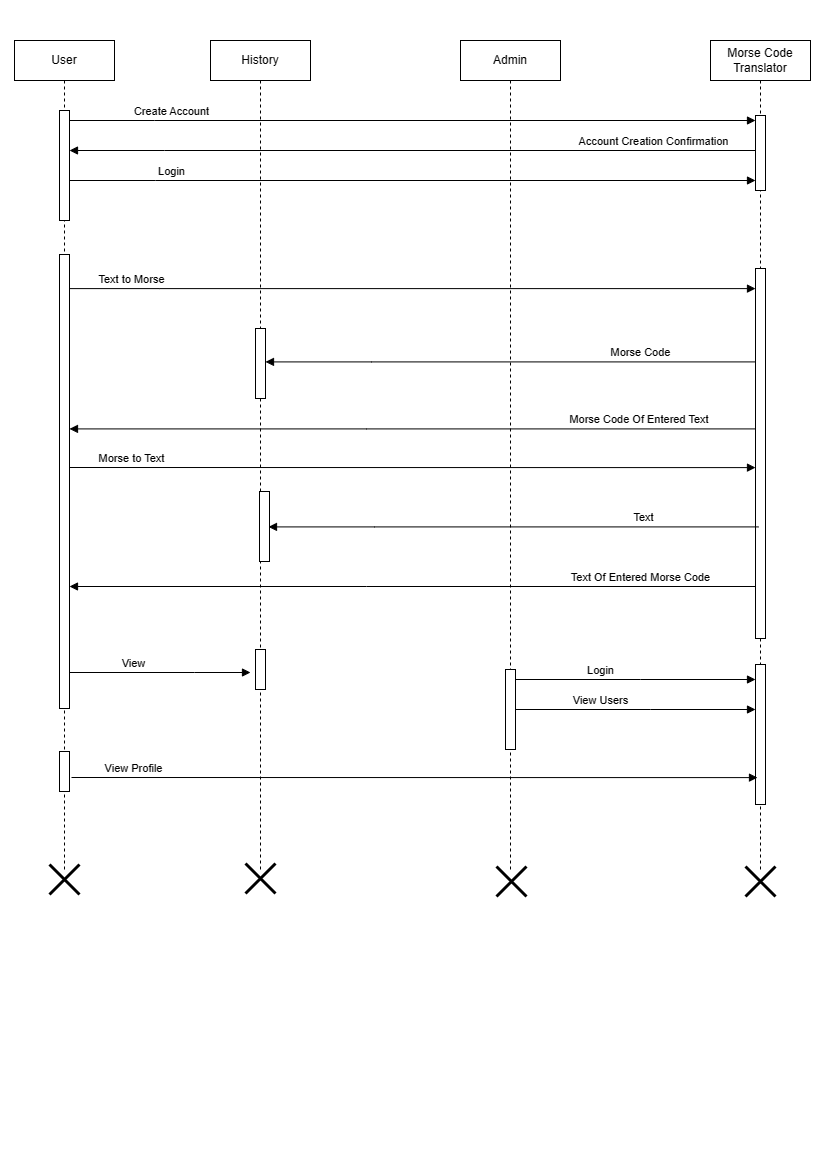 User
History
Admin
Morse Code
Translator
Create Account
Account Creation Confirmation
Login
Text to Morse
Morse Code
Morse Code Of Entered Text
Morse to Text
Text
Text Of Entered Morse Code
View
Login
View Users
View Profile